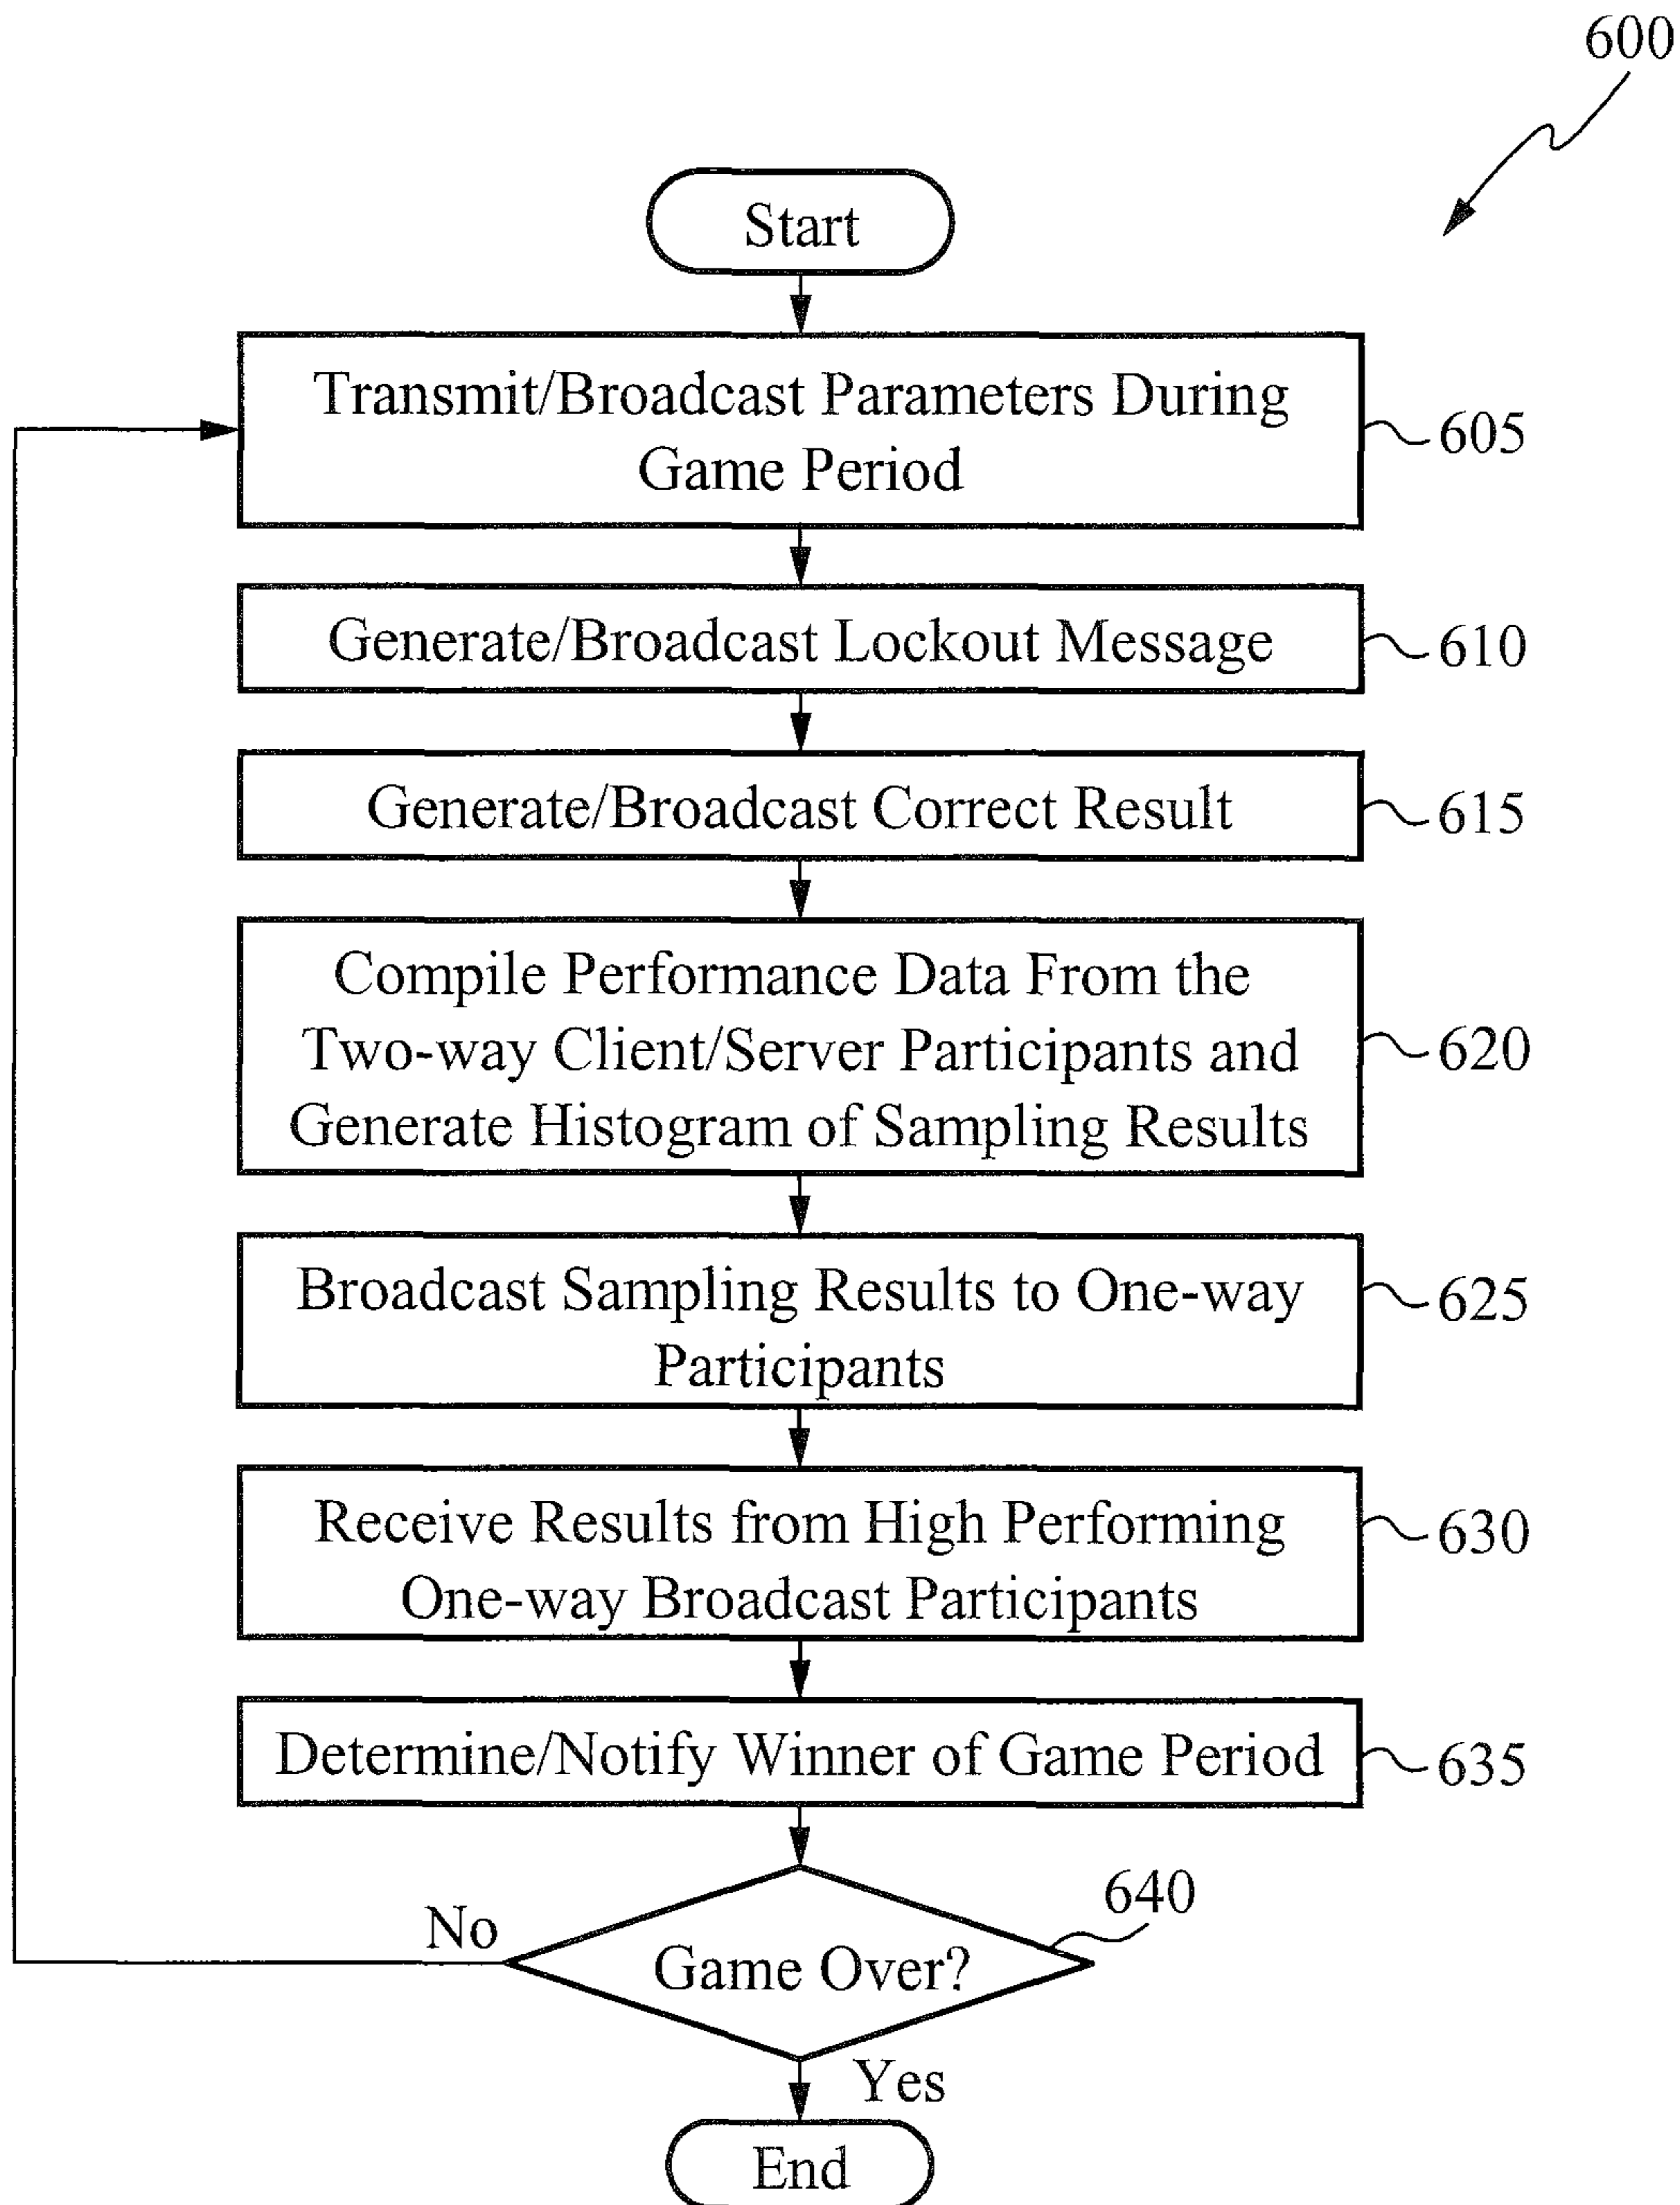 600
Start
Transmit/Broadcast Parameters During
Game Period
605
Generate/Broadcast Lockout Message
610
Generate/Broadcast Correct Result
615
Compile Performance Data From the
Two-way Client/Server Participants and
Generate Histogram of Sampling Results
620
Broadcast Sampling Results to One-way
Participants
625
Receive Results from High Performing
One-way Broadcast Participants
630
Determine/Notify Winner of Game Period
635
640
No
Game Over?
Yes
End